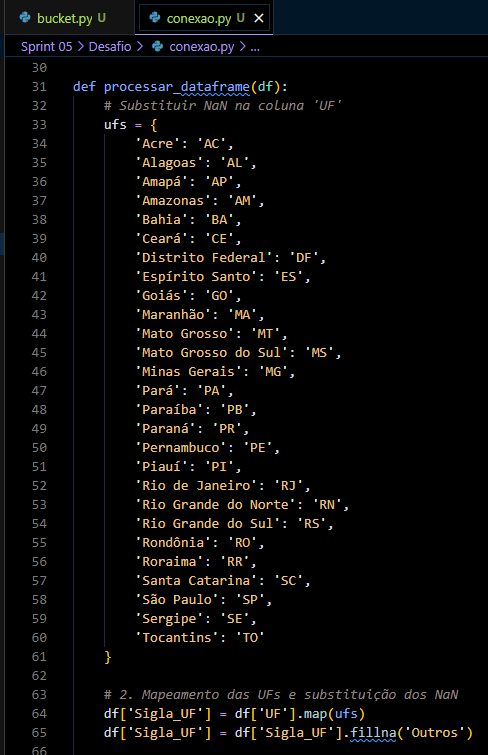 bucket.py U
conexao.py U
Sprint 05 > Desafio > conexao.py > ...
30
31 def processar_dataframe(df):
32 # Substituir NaN na coluna 'UF'
33 ufs = {
34 'Acre': 'AC',
35 'Alagoas': 'AL',
36 'Amapá': 'AP',
37 'Amazonas': 'AM',
38 'Bahia': 'BA',
39 'Ceará': 'CE',
40 'Distrito Federal': 'DF',
41 'Espírito Santo': 'ES',
42 'Goiás': 'GO',
43 'Maranhão': 'MA',
44 'Mato Grosso': 'MT',
45 'Mato Grosso do Sul': 'MS',
46 'Minas Gerais': 'MG',
47 'Pará': 'PA',
48 'Paraíba': 'PB',
49 'Paraná': 'PR',
50 'Pernambuco': 'PE',
51 'Piauí': 'PI',
52 'Rio de Janeiro': 'RJ',
53 'Rio Grande do Norte': 'RN',
54 'Rio Grande do Sul': 'RS',
55 'Rondônia': 'RO',
56 'Roraima': 'RR',
57 'Santa Catarina': 'SC',
58 'São Paulo': 'SP',
59 'Sergipe': 'SE',
60 'Tocantins': 'TO'
61 }
62
63 # 2. Mapeamento das UFs e substituição dos NaN
64 df['Sigla_UF'] = df['UF'].map(ufs)
65 df['Sigla_UF'] = df['Sigla_UF'].fillna('Outros')
66